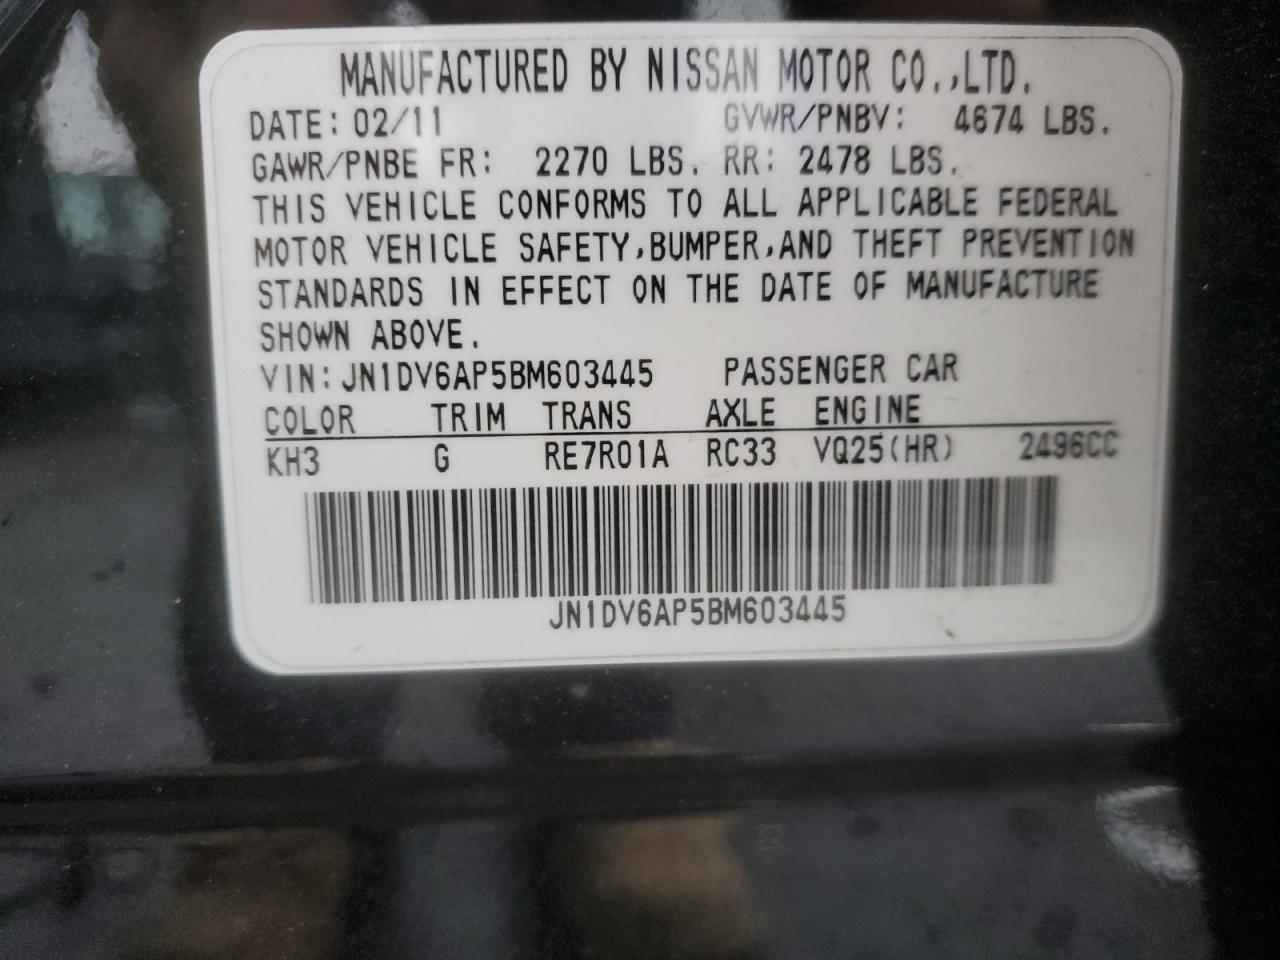 MANUFACTURED BY NISSAN MOTOR CO.,LTD.
DATE: 02/11 GVWR/PNBV: 4674 LBS.
GAWR/PNBE FR: 2270 LBS. RR: 2478 LBS.
THIS VEHICLE CONFORMS TO ALL APPLICABLE FEDERAL
MOTOR VEHICLE SAFETY,BUMPER,AND THEFT PREVENTION
STANDARDS IN EFFECT ON THE DATE OF MANUFACTURE
SHOWN ABOVE.
VIN: JN1DV6AP5BM603445 PASSENGER CAR
COLOR TRIM TRANS AXLE ENGINE
KH3 G RE7R01A RC33 VQ25(HR) 2496CC
JN1DV6AP5BM603445